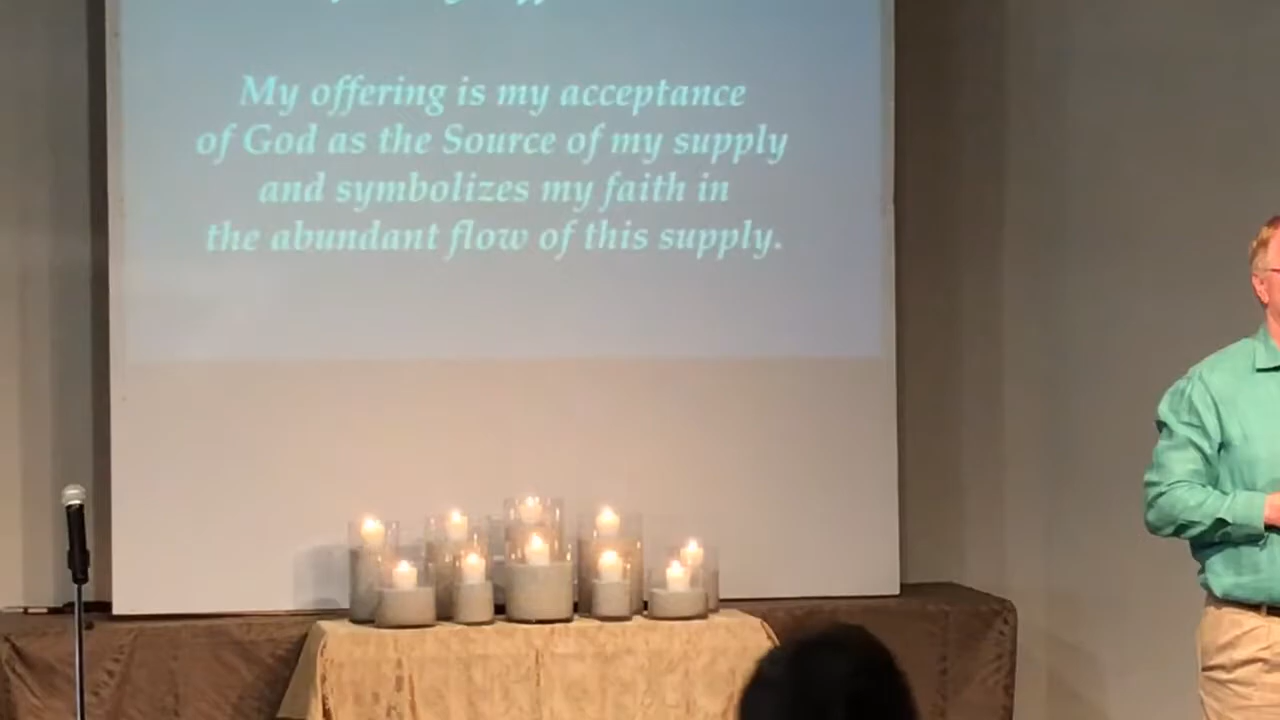 My offering is my acceptance
of God as the Source of my supply
and symbolizes my faith in
the abundant flow of this supply.